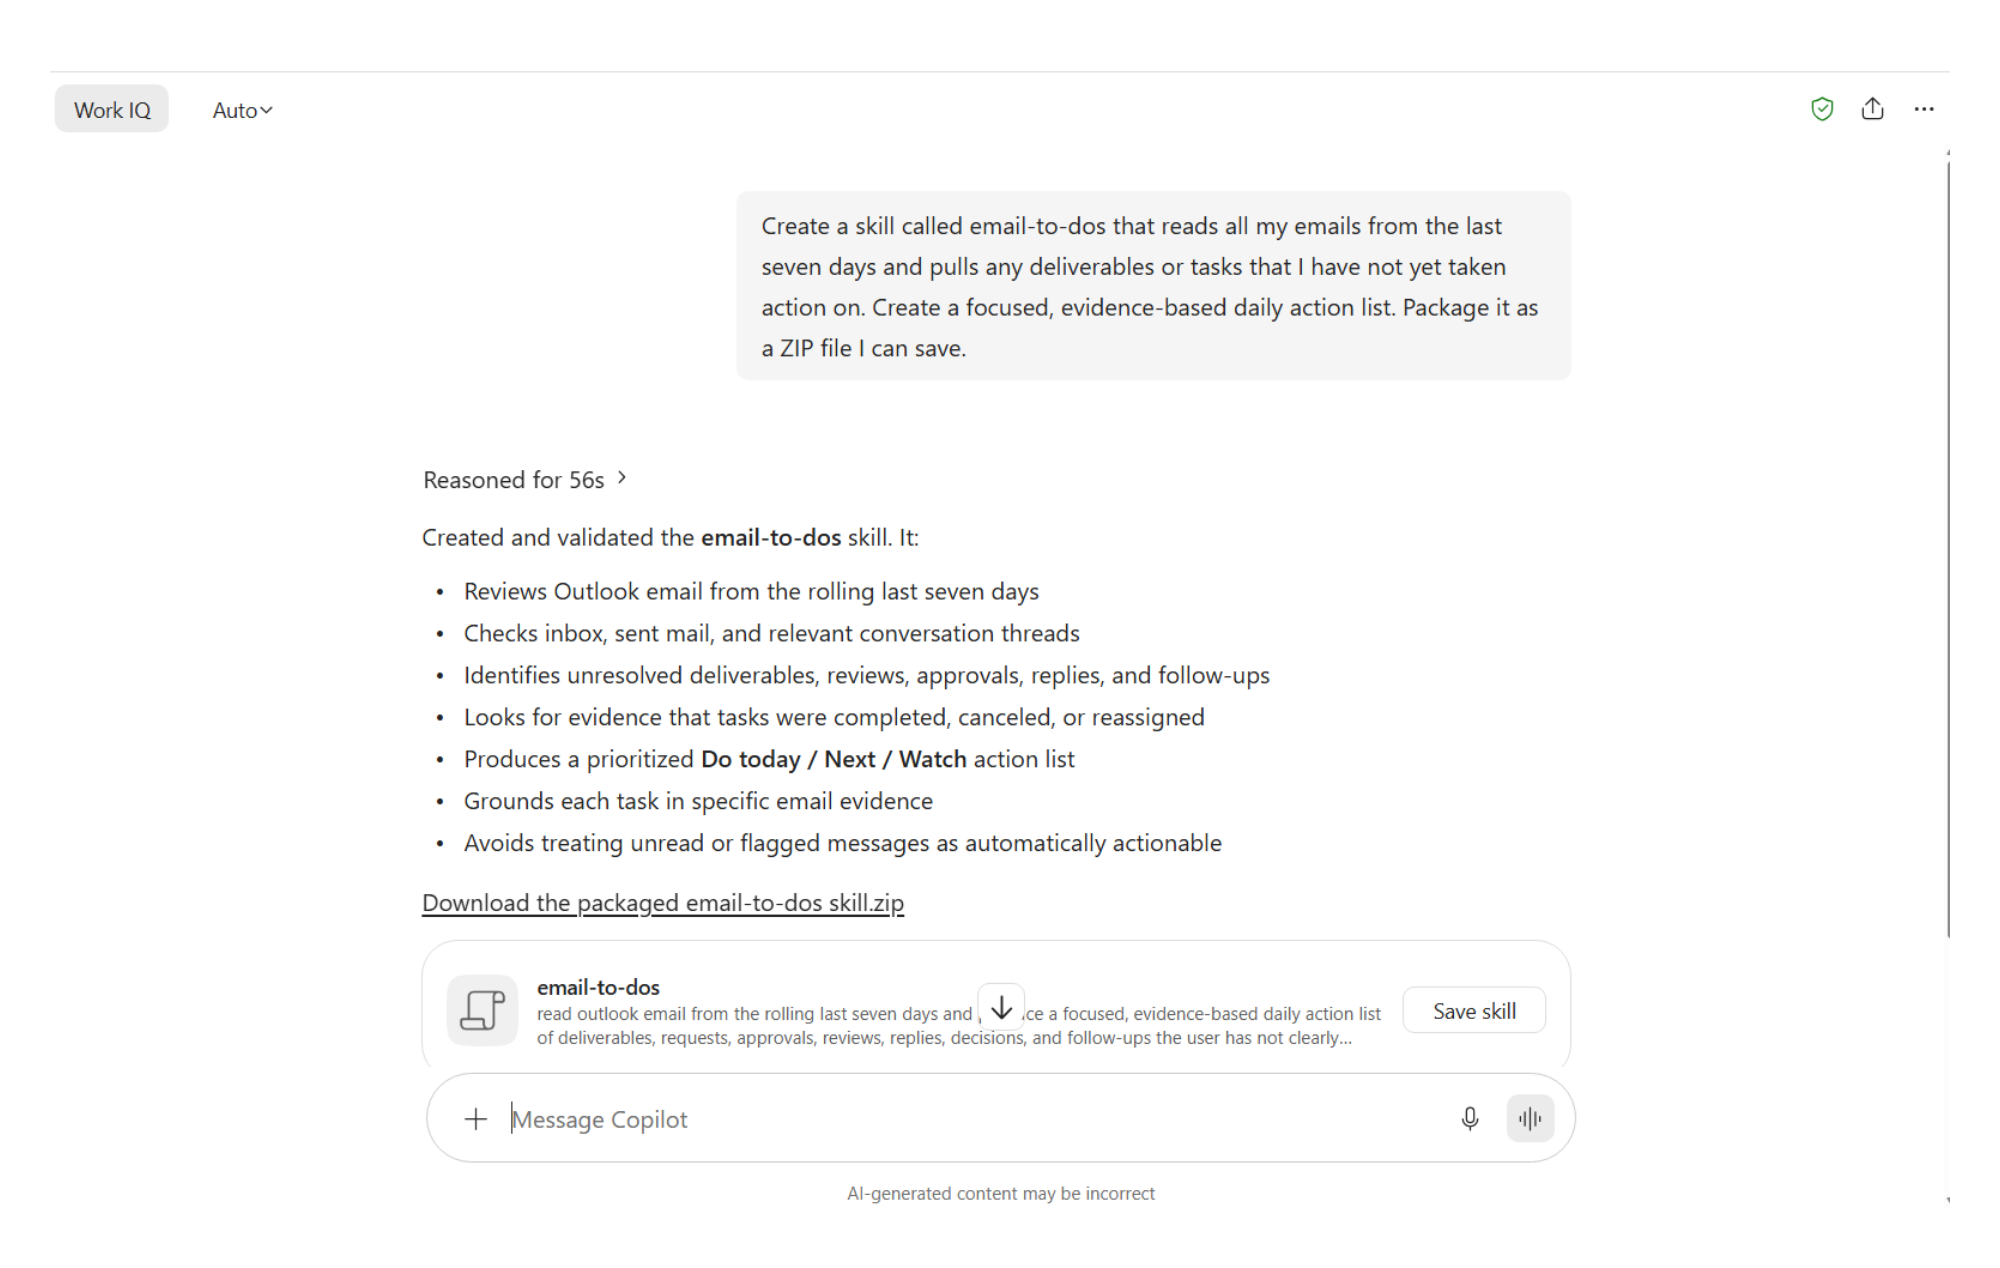 Work IQ
Auto
Create a skill called email-to-dos that reads all my emails from the last
seven days and pulls any deliverables or tasks that I have not yet taken
action on. Create a focused, evidence-based daily action list. Package it as
a ZIP file I can save.
Reasoned for 56s
Created and validated the email-to-dos skill. It:
• Reviews Outlook email from the rolling last seven days
• Checks inbox, sent mail, and relevant conversation threads
• Identifies unresolved deliverables, reviews, approvals, replies, and follow-ups
• Looks for evidence that tasks were completed, canceled, or reassigned
• Produces a prioritized Do today / Next / Watch action list
• Grounds each task in specific email evidence
• Avoids treating unread or flagged messages as automatically actionable
Download the packaged email-to-dos skill.zip
email-to-dos
read outlook email from the rolling last seven days and a focused, evidence-based daily action list
of deliverables, requests, approvals, reviews, replies, decisions, and follow-ups the user has not clearly...
Save skill
Message Copilot
AI-generated content may be incorrect